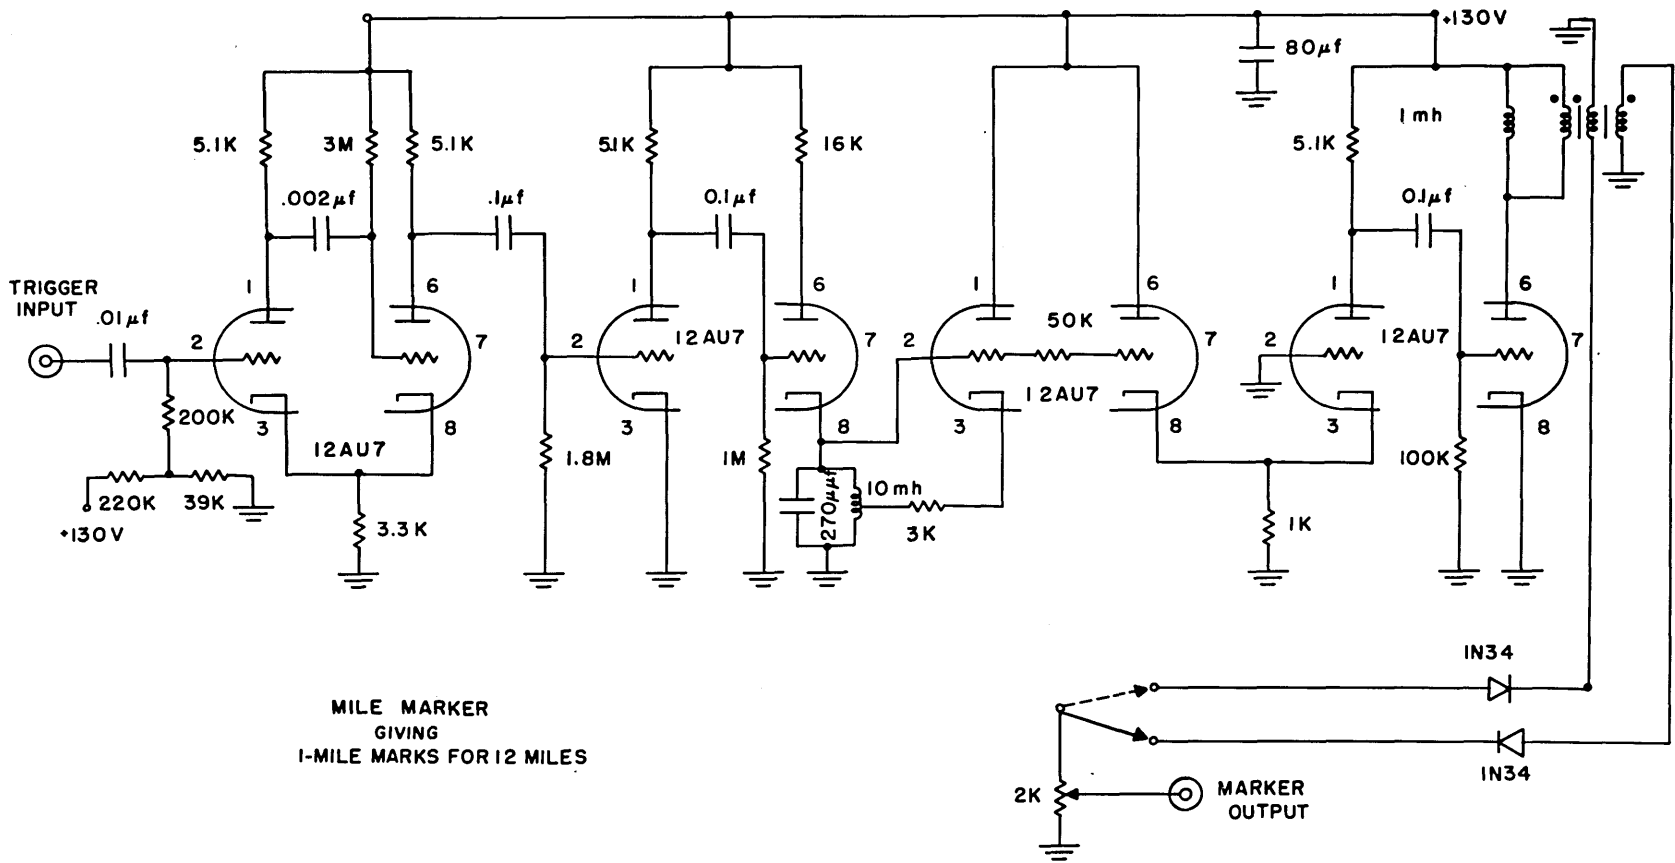 +130V
80µf
5.1K
3M
5.1K
5.1K
16K
5.1K
1mh
.002µf
.1µf
0.1µf
0.1µf
TRIGGER
INPUT
.01µf
1
6
1
6
1
6
1
6
2
7
2
12AU7
7
2
50K
7
2
12AU7
7
12AU7
200K
3
8
3
8
3
8
3
8
12AU7
220K
39K
+130V
3.3K
1.8M
1M
270µµf
10mh
3K
1K
100K
1N34
1N34
MILE MARKER
GIVING
1-MILE MARKS FOR 12 MILES
2K
MARKER
OUTPUT